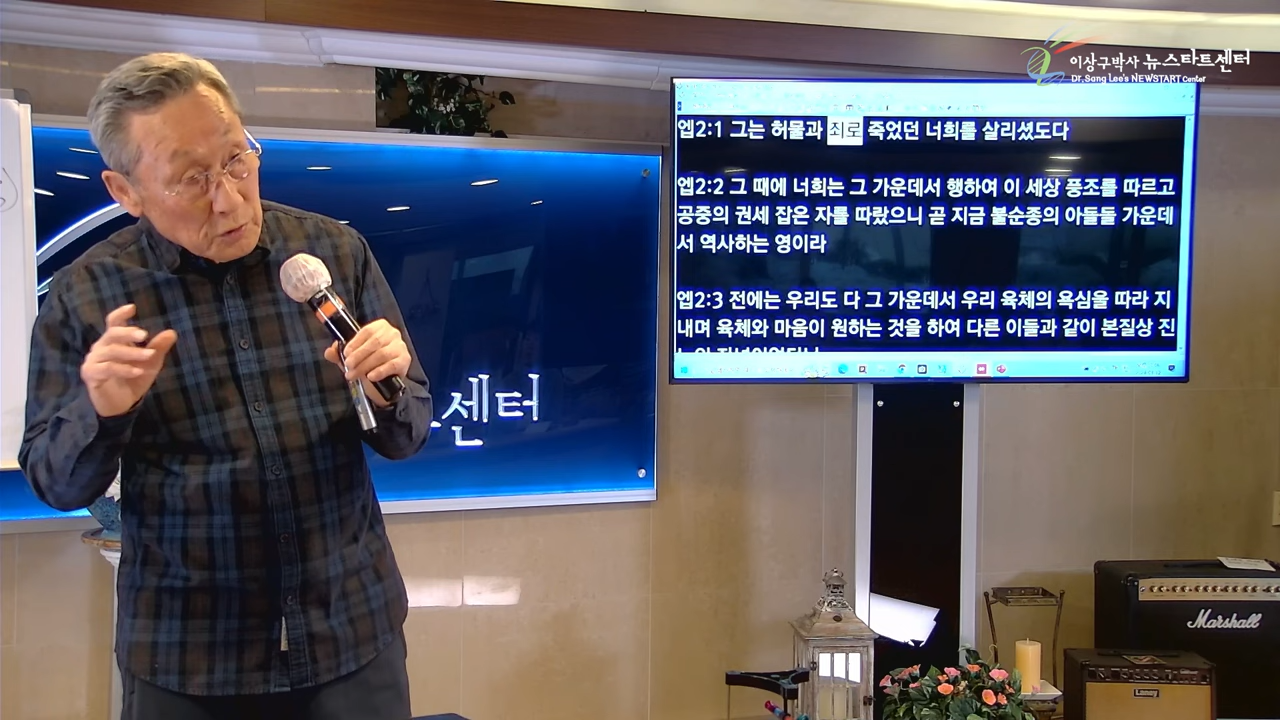 이상구박사 뉴스타트센터
Dr. Sang Lee's NEWSTART Center
엡2:1 그는 허물과 죄로 죽었던 너희를 살리셨도다
엡2:2 그 때에 너희는 그 가운데서 행하여 이 세상 풍조를 따르고
공중의 권세 잡은 자를 따랐으니 곧 지금 불순종의 아들들 가운데
서 역사하는 영이라
엡2:3 전에는 우리도 다 그 가운데서 우리 육체의 욕심을 따라 지
내며 육체와 마음이 원하는 것을 하여 다른 이들과 같이 본질상 진
센터
Marshall
Laney